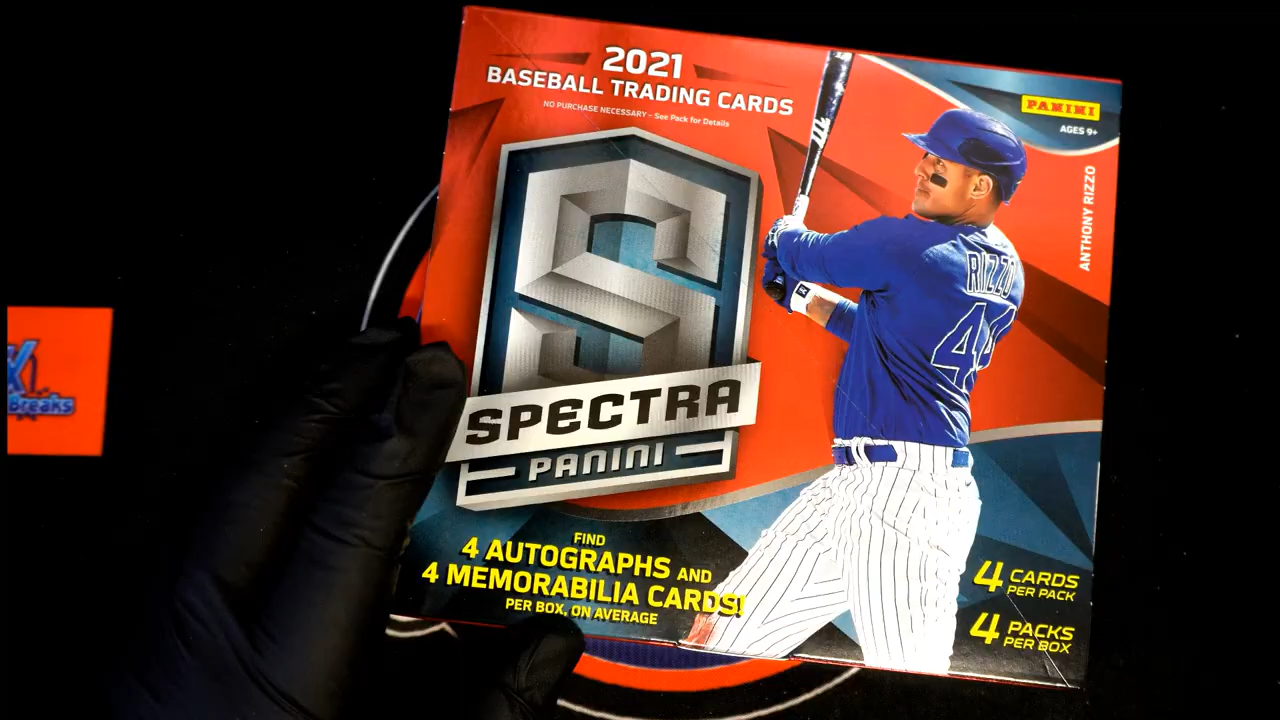 2021
BASEBALL TRADING CARDS
NO PURCHASE NECESSARY – See Pack for Details
PANINI
AGES 9+
ANTHONY RIZZO
RIZZO
44
S
SPECTRA
PANINI
Breaks
FIND
4 AUTOGRAPHS AND
4 MEMORABILIA CARDS!
PER BOX, ON AVERAGE
4 CARDS
PER PACK
4 PACKS
PER BOX